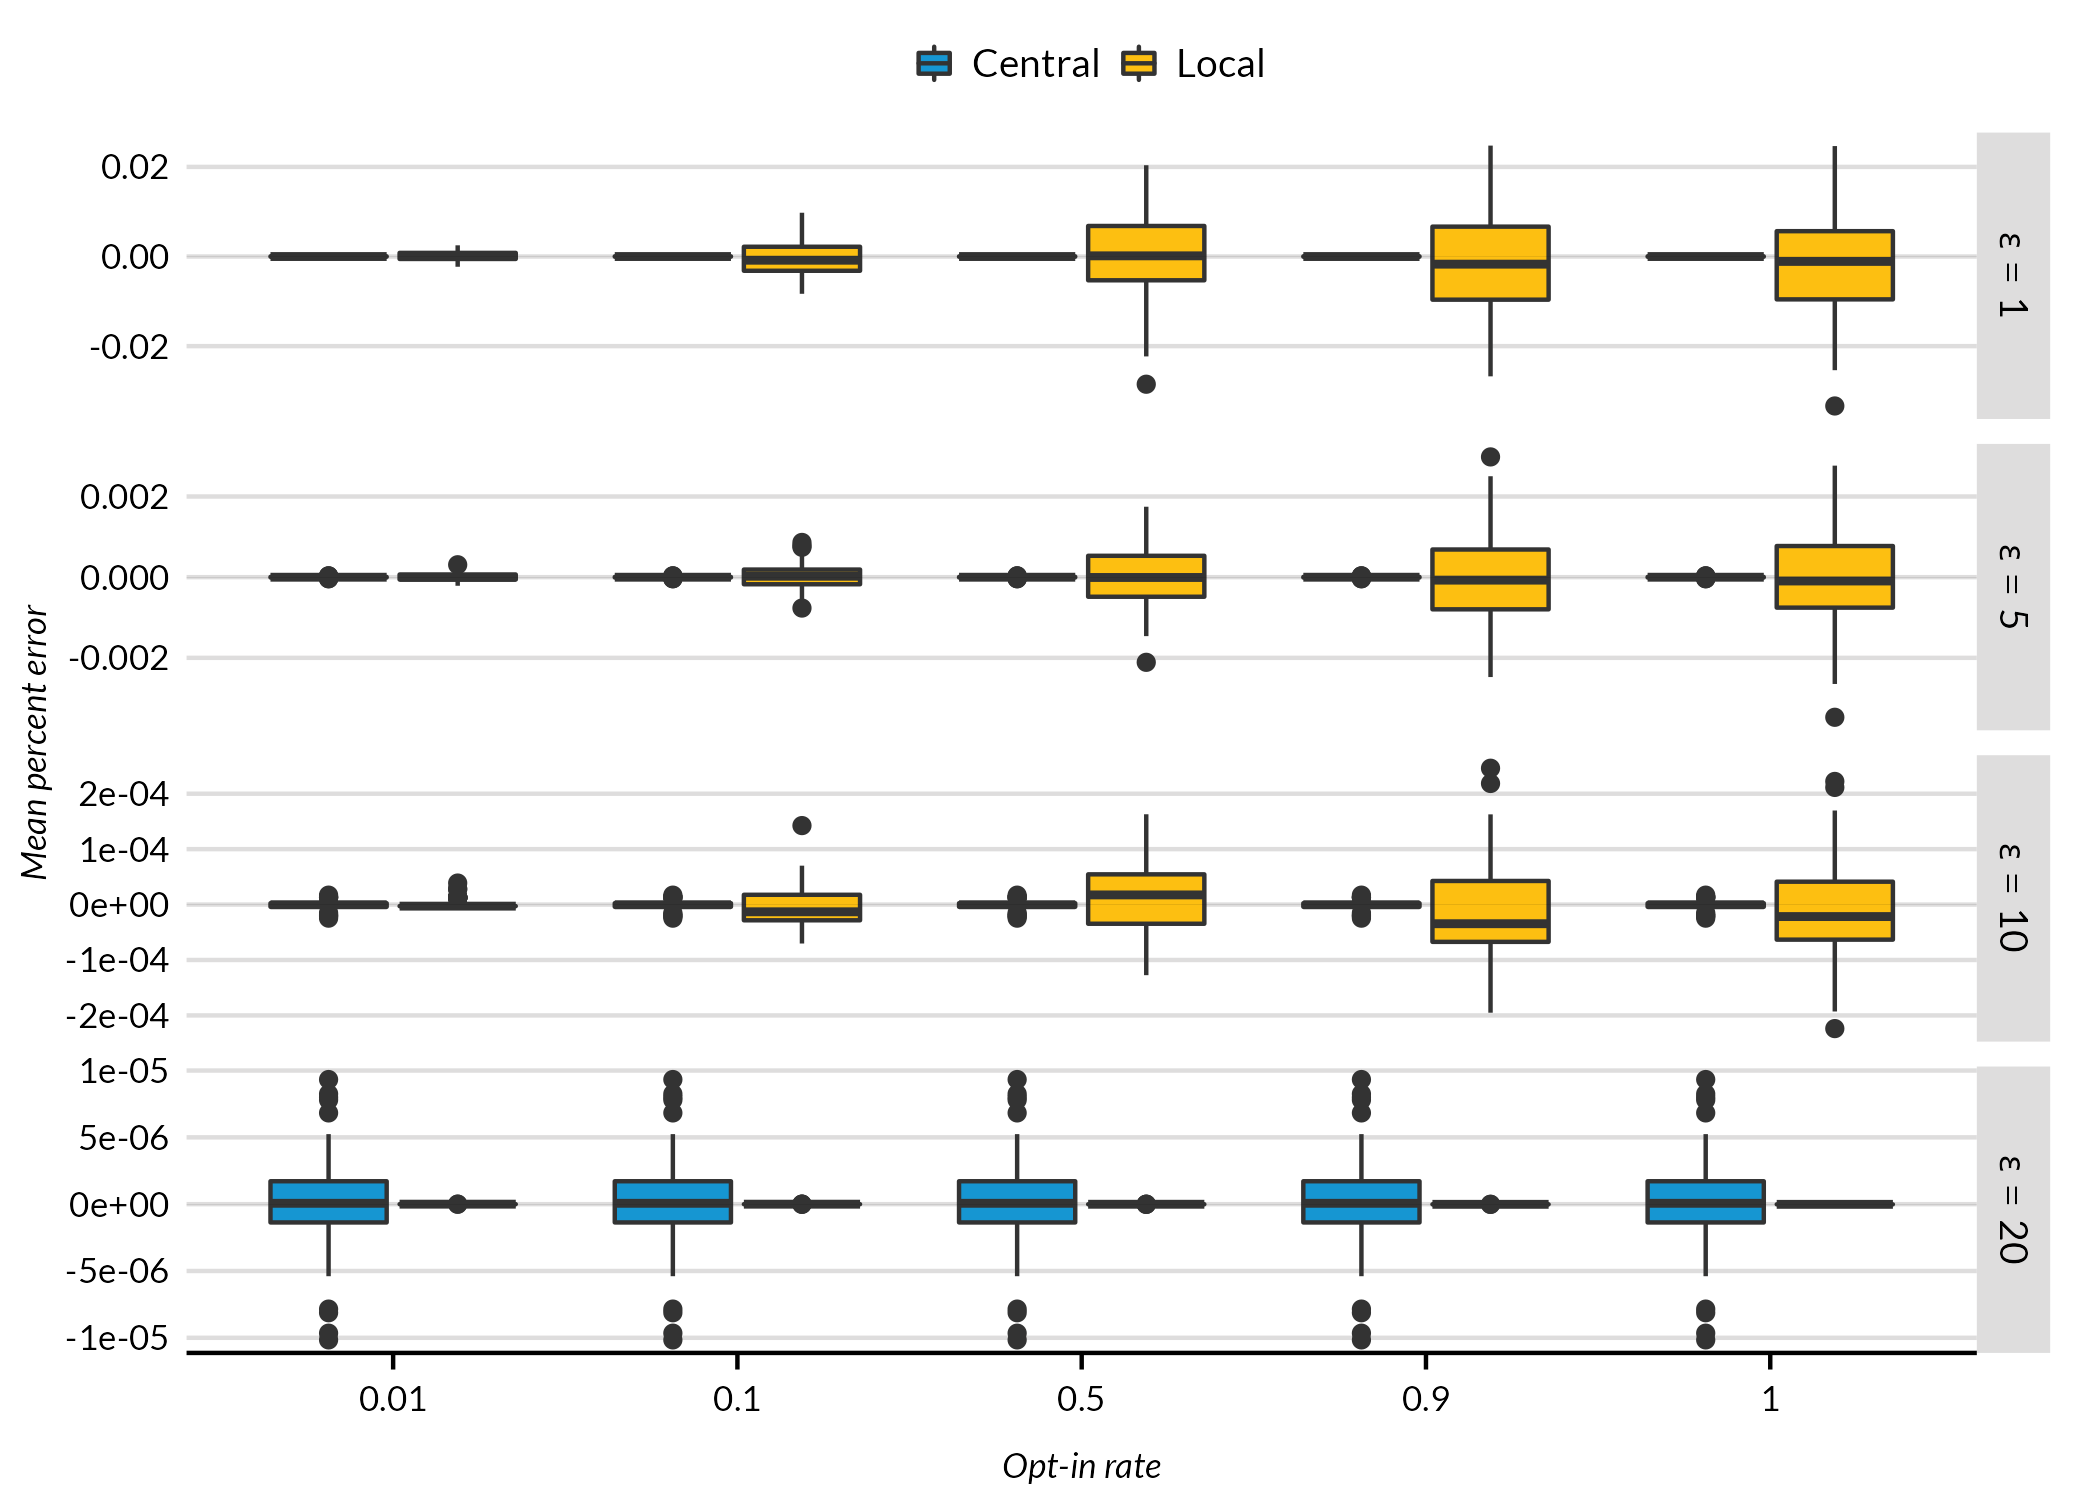 Central Local
0.02
0.00
-0.02
ε = 1
0.002
0.000
-0.002
ε = 5
2e-04
1e-04
0e+00
-1e-04
-2e-04
ε = 10
1e-05
5e-06
0e+00
-5e-06
-1e-05
ε = 20
Mean percent error
0.01 0.1 0.5 0.9 1
Opt-in rate